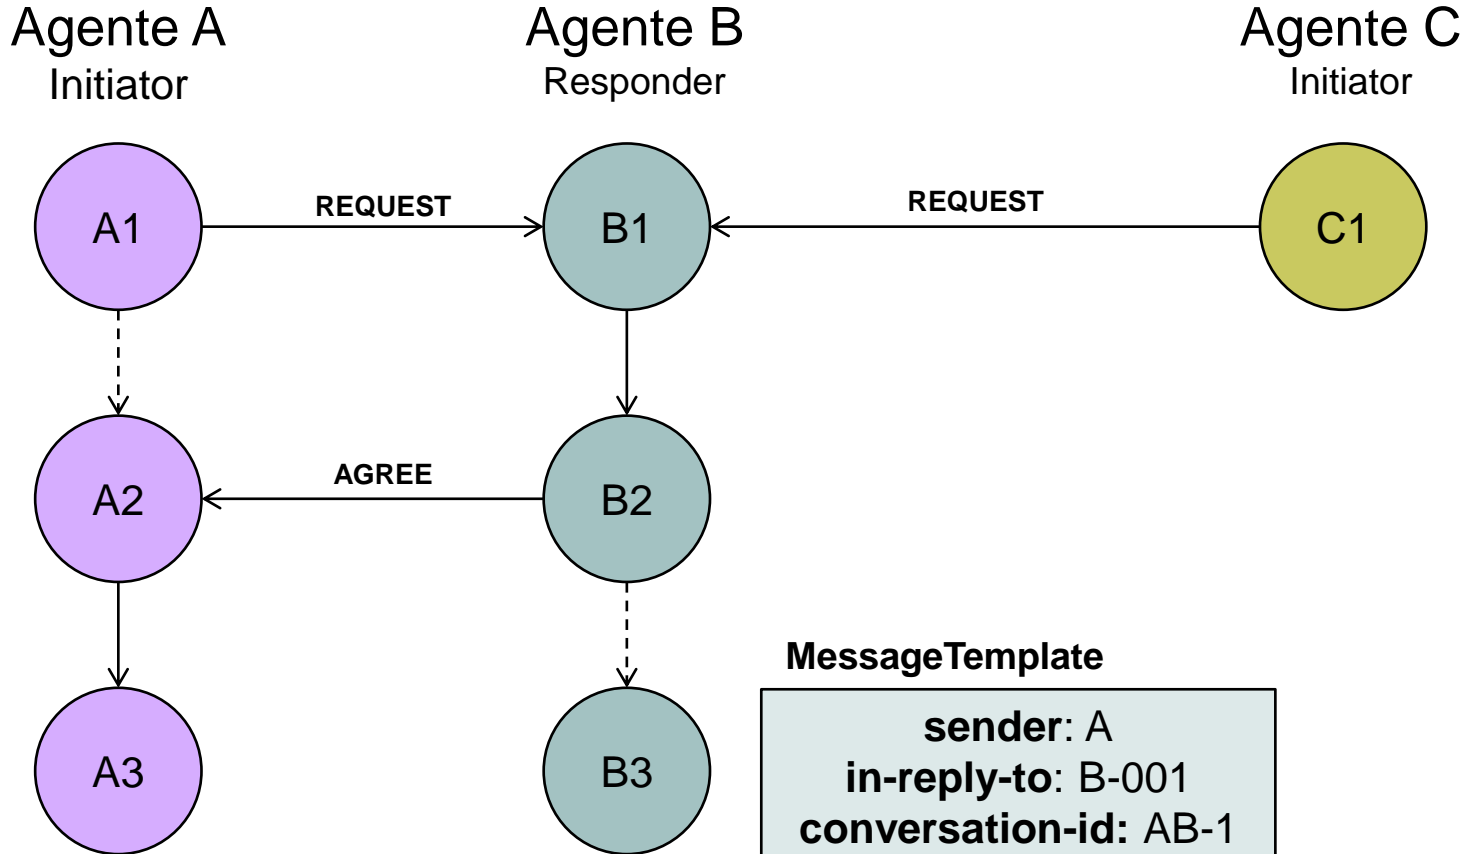 Agente A
Initiator
Agente B
Responder
Agente C
Initiator
A1
REQUEST
B1
REQUEST
C1
A2
AGREE
B2
MessageTemplate
A3
B3
sender: A
in-reply-to: B-001
conversation-id: AB-1